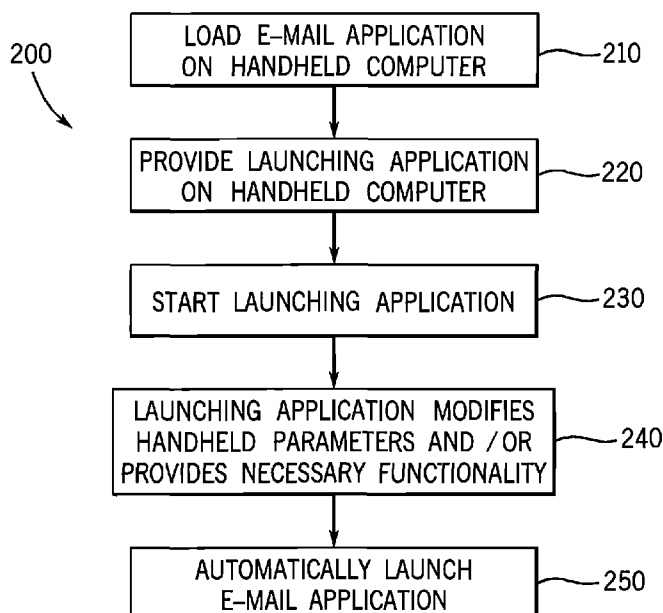 200
LOAD E-MAIL APPLICATION
ON HANDHELD COMPUTER
210
PROVIDE LAUNCHING APPLICATION
ON HANDHELD COMPUTER
220
START LAUNCHING APPLICATION
230
LAUNCHING APPLICATION MODIFIES
HANDHELD PARAMETERS AND / OR
PROVIDES NECESSARY FUNCTIONALITY
240
AUTOMATICALLY LAUNCH
E-MAIL APPLICATION
250